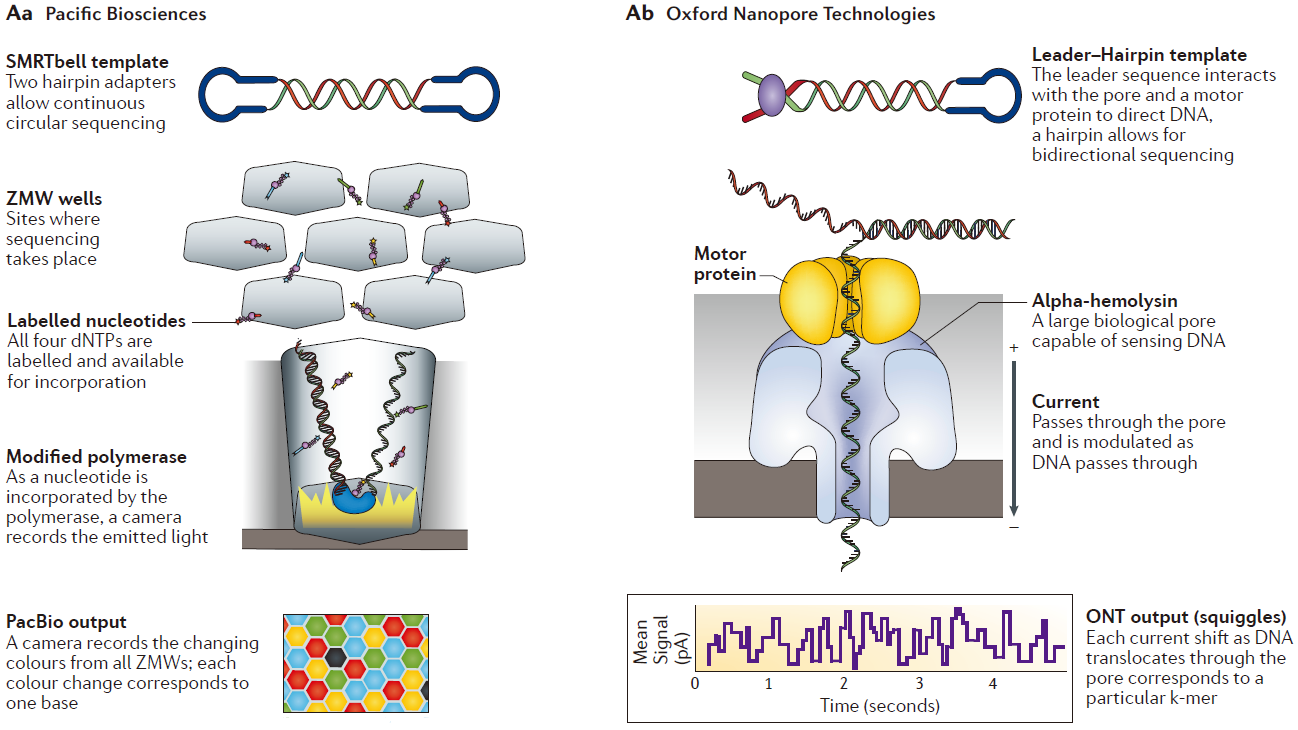 Aa Pacific Biosciences
SMRTbell template
Two hairpin adapters
allow continuous
circular sequencing
ZMW wells
Sites where
sequencing
takes place
Labelled nucleotides
All four dNTPs are
labelled and available
for incorporation
Modified polymerase
As a nucleotide is
incorporated by the
polymerase, a camera
records the emitted light
PacBio output
A camera records the changing
colours from all ZMWs; each
colour change corresponds to
one base
Ab Oxford Nanopore Technologies
Leader–Hairpin template
The leader sequence interacts
with the pore and a motor
protein to direct DNA,
a hairpin allows for
bidirectional sequencing
Motor
protein
Alpha-hemolysin
A large biological pore
capable of sensing DNA
+
Current
Passes through the pore
and is modulated as
DNA passes through
–
Mean
Signal
(pA)
0 1 2 3 4
Time (seconds)
ONT output (squiggles)
Each current shift as DNA
translocates through the
pore corresponds to a
particular k-mer